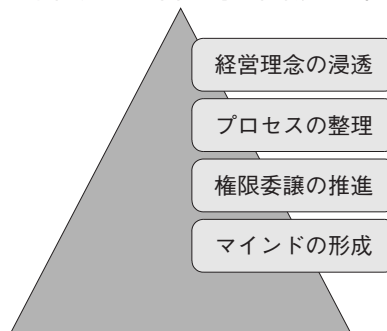 経営理念の浸透
プロセスの整理
権限委譲の推進
マインドの形成